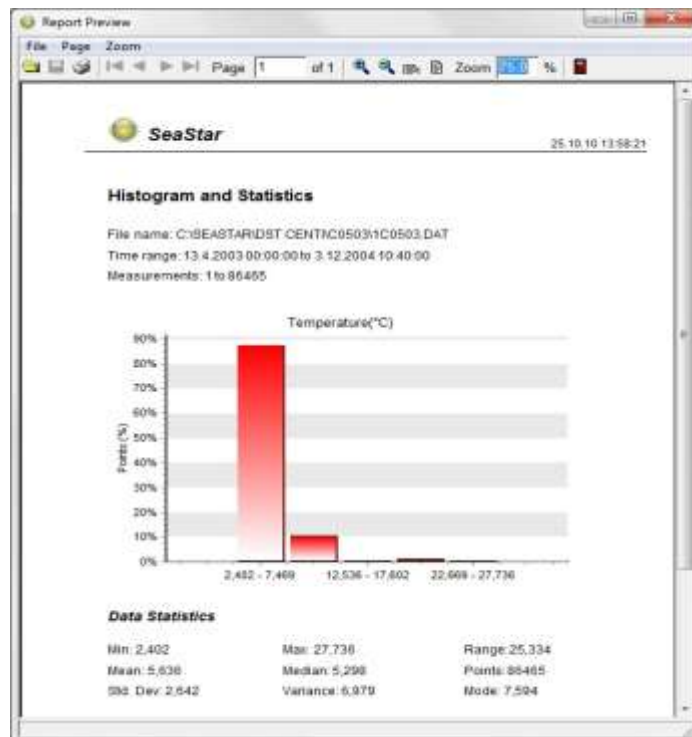 Report Preview
File Page Zoom
Page 1 of 1 Zoom %
SeaStar
25.10.10 13:58:21
Histogram and Statistics
File name: C:\SEASTAR\DST CENTI\C0503\1C0503.DAT
Time range: 13.4.2003 00:00:00 to 3.12.2004 10:40:00
Measurements: 1 to 86465
Temperature(°C)
90%
80%
70%
60%
50%
40%
30%
20%
10%
0%
Points (%)
2,402 - 7,469 12,536 - 17,602 22,669 - 27,736
Data Statistics
Min: 2,402 Max: 27,736 Range: 25,334
Mean: 5,636 Median: 5,298 Points: 86465
Std. Dev: 2,642 Variance: 6,979 Mode: 7,594